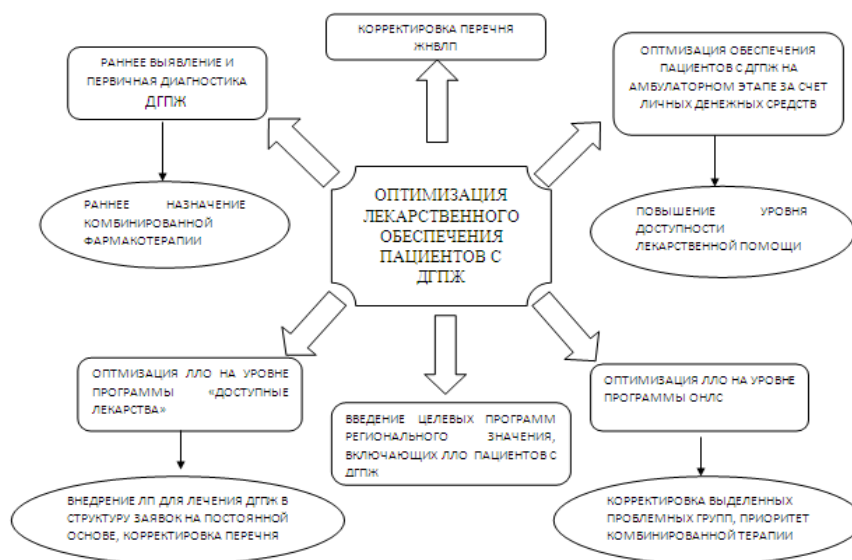 КОРРЕКТИРОВКА ПЕРЕЧНЯ
ЖНВЛП
РАННЕЕ ВЫЯВЛЕНИЕ И
ПЕРВИЧНАЯ ДИАГНОСТИКА
ДГПЖ
ОПТМИЗАЦИЯ ОБЕСПЕЧЕНИЯ
ПАЦИЕНТОВ С ДГПЖ НА
АМБУЛАТОРНОМ ЭТАПЕ ЗА СЧЕТ
ЛИЧНЫХ ДЕНЕЖНЫХ СРЕДСТВ
РАННЕЕ НАЗНАЧЕНИЕ
КОМБИНИРОВАННОЙ
ФАРМАКОТЕРАПИИ
ОПТИМИЗАЦИЯ
ЛЕКАРСТВЕННОГО
ОБЕСПЕЧЕНИЯ
ПАЦИЕНТОВ С
ДГПЖ
ПОВЫШЕНИЕ УРОВНЯ
ДОСТУПНОСТИ
ЛЕКАРСТВЕННОЙ ПОМОЩИ
ОПТМИЗАЦИЯ ЛЛО НА УРОВНЕ
ПРОГРАММЫ «ДОСТУПНЫЕ
ЛЕКАРСТВА»
ВВЕДЕНИЕ ЦЕЛЕВЫХ ПРОГРАММ
РЕГИОНАЛЬНОГО ЗНАЧЕНИЯ,
ВКЛЮЧАЮЩИХ ЛЛО ПАЦИЕНТОВ С
ДГПЖ
ОПТИМИЗАЦИЯ ЛЛО НА УРОВНЕ
ПРОГРАММЫ ОНЛС
ВНЕДРЕНИЕ ЛП ДЛЯ ЛЕЧЕНИЯ ДГПЖ В
СТРУКТУРУ ЗАЯВОК НА ПОСТОЯННОЙ
ОСНОВЕ, КОРРЕКТИРОВКА ПЕРЕЧНЯ
КОРРЕКТИРОВКА ВЫДЕЛЕННЫХ
ПРОБЛЕМНЫХ ГРУПП, ПРИОРИТЕТ
КОМБИНИРОВАННОЙ ТЕРАПИИ